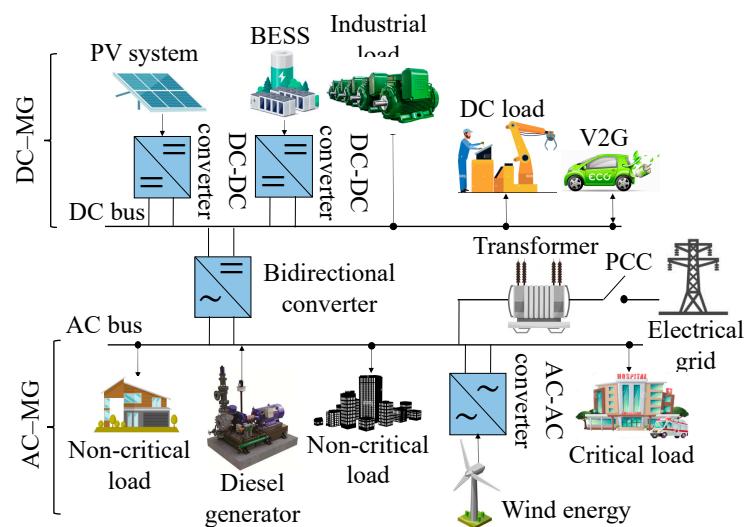 PV system
BESS
Industrial
load
DC–MG
converter
DC-DC
converter
DC-DC
DC load
V2G
eco
DC bus
Bidirectional
converter
Transformer
PCC
Electrical
grid
AC bus
AC–MG
Non-critical
load
Diesel
generator
Non-critical
load
converter
AC-AC
HOSPITAL
Critical load
Wind energy